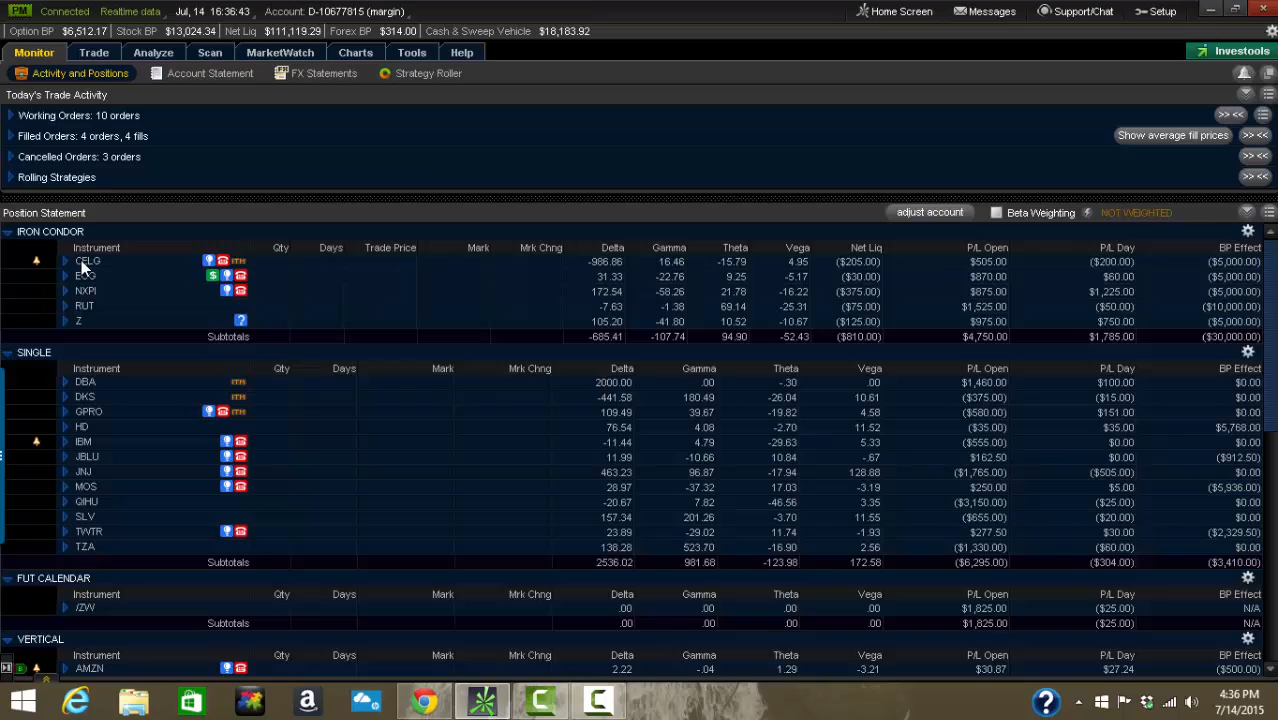 PM Connected Realtime data Jul, 14 16:36:43 Account: D-10677815 (margin) Home Screen Messages Support/Chat Setup
Option BP $6,512.17 Stock BP $13,024.34 Net Liq $111,119.29 Forex BP $314.00 Cash & Sweep Vehicle $18,183.92
Monitor Trade Analyze Scan MarketWatch Charts Tools Help Investools
Activity and Positions Account Statement FX Statements Strategy Roller
Today's Trade Activity
Working Orders: 10 orders >> <<
Filled Orders: 4 orders, 4 fills Show average fill prices >> <<
Cancelled Orders: 3 orders >> <<
Rolling Strategies >> <<
Position Statement adjust account Beta Weighting NOT WEIGHTED
IRON CONDOR
Instrument Qty Days Trade Price Mark Mrk Chng Delta Gamma Theta Vega Net Liq P/L Open P/L Day BP Effect
CELG ITM -986.86 16.46 -15.79 4.95 ($205.00) $505.00 ($200.00) ($5,000.00)
$ 31.33 -22.76 9.25 -5.17 ($30.00) $870.00 $60.00 ($5,000.00)
NXPI 172.54 -58.26 21.78 -16.22 ($375.00) $875.00 $1,225.00 ($5,000.00)
RUT -7.63 -1.38 69.14 -25.31 ($75.00) $1,525.00 ($50.00) ($10,000.00)
Z ? 105.20 -41.80 10.52 -10.67 ($125.00) $975.00 $750.00 ($5,000.00)
Subtotals -685.41 -107.74 94.90 -52.43 ($810.00) $4,750.00 $1,785.00 ($30,000.00)
SINGLE
Instrument Qty Days Mark Mrk Chng Delta Gamma Theta Vega P/L Open P/L Day BP Effect
DBA ITM 2000.00 .00 -.30 .00 $1,460.00 $100.00 $0.00
DKS ITM -441.58 180.49 -26.04 10.61 ($375.00) ($15.00) $0.00
GPRO ITM 109.49 39.67 -19.82 4.58 ($580.00) $151.00 $0.00
HD 76.54 4.08 -2.70 11.52 ($35.00) $35.00 $5,768.00
IBM -11.44 4.79 -29.63 5.33 ($555.00) $0.00 $0.00
JBLU 11.99 -10.66 10.84 -.67 $162.50 $0.00 ($912.50)
JNJ 463.23 96.87 -17.94 128.88 ($1,765.00) ($505.00) $0.00
MOS 28.97 -37.32 17.03 -3.19 $250.00 $5.00 ($5,936.00)
QIHU -20.67 7.82 -46.56 3.35 ($3,150.00) ($25.00) $0.00
SLV 157.34 201.26 -3.70 11.55 ($655.00) ($20.00) $0.00
TWTR 23.89 -29.02 11.74 -1.93 $277.50 $30.00 ($2,329.50)
TZA 138.28 523.70 -16.90 2.56 ($1,330.00) ($60.00) $0.00
Subtotals 2536.02 981.68 -123.98 172.58 ($6,295.00) ($304.00) ($3,410.00)
FUT CALENDAR
Instrument Qty Days Mark Mrk Chng Delta Gamma Theta Vega P/L Open P/L Day BP Effect
/ZW .00 .00 .00 .00 $1,825.00 ($25.00) N/A
Subtotals .00 .00 .00 .00 $1,825.00 ($25.00) N/A
VERTICAL
Instrument Qty Days Mark Mrk Chng Delta Gamma Theta Vega P/L Open P/L Day BP Effect
AMZN 2.22 -.04 1.29 -3.21 $30.87 $27.24 ($500.00)
4:36 PM
7/14/2015